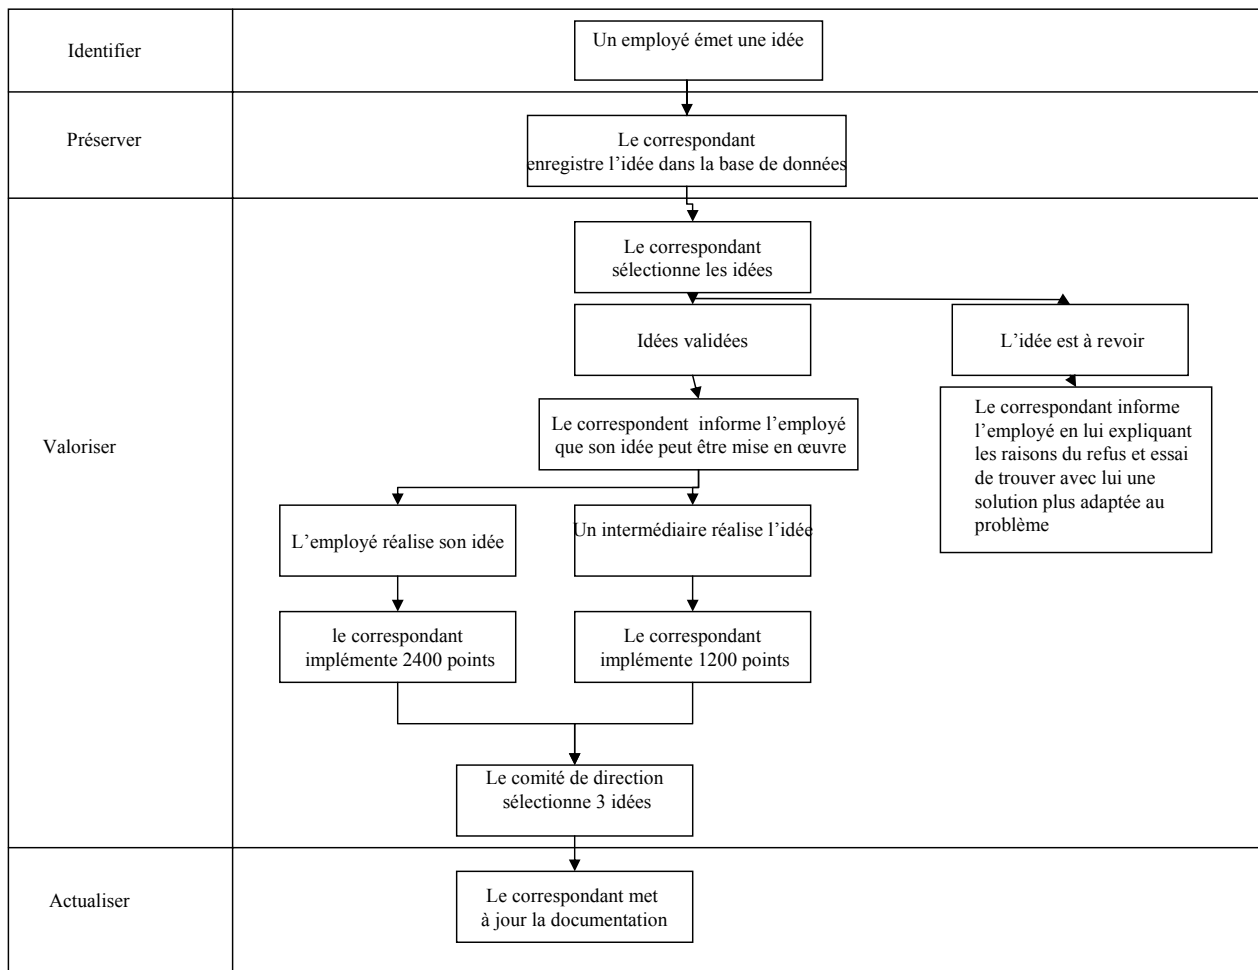 Identifier
Un employé émet une idée
Préserver
Le correspondant
enregistre l’idée dans la base de données
Valoriser
Le correspondant
sélectionne les idées
Idées validées
L’idée est à revoir
Le correspondent informe l’employé
que son idée peut être mise en œuvre
Le correspondant informe
l’employé en lui expliquant
les raisons du refus et essai
de trouver avec lui une
solution plus adaptée au
problème
L’employé réalise son idée
Un intermédiaire réalise l’idée
le correspondant
implémente 2400 points
Le correspondant
implémente 1200 points
Le comité de direction
sélectionne 3 idées
Actualiser
Le correspondant met
à jour la documentation